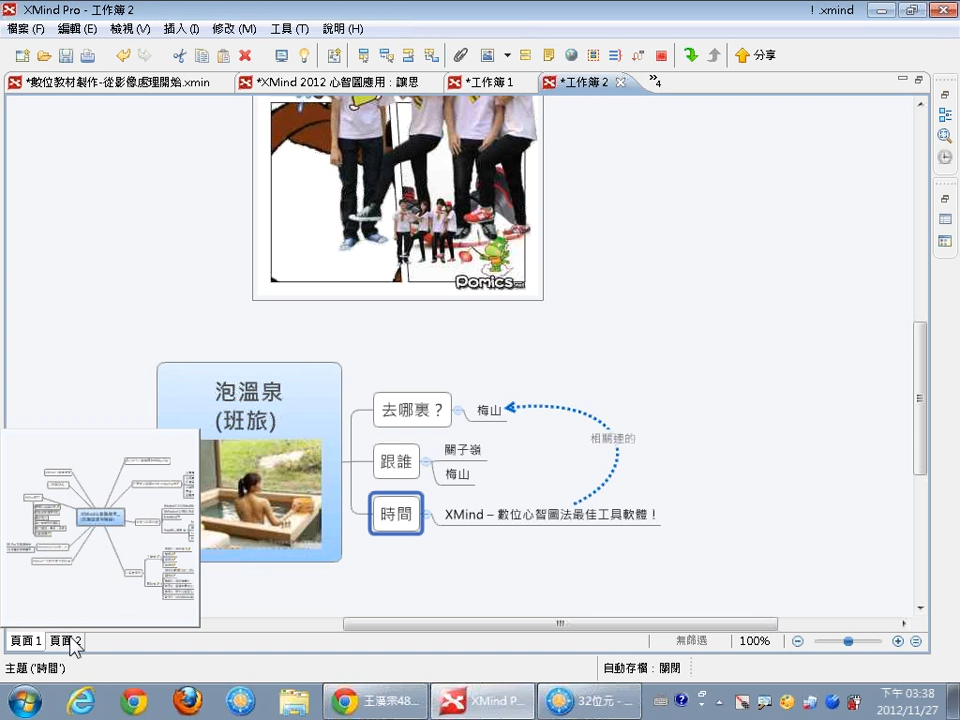 XMind Pro - 工作簿 2
! .xmind
檔案 (F) 編輯 (E) 檢視 (V) 插入 (I) 修改 (M) 工具 (T) 說明 (H)
分享
*數位教材製作-從影像處理開始.xmin
*XMind 2012 心智圖應用：讓思
*工作簿 1
*工作簿 2
»4
Pomics
泡溫泉
(班旅)
去哪裏？
梅山
相關連的
跟誰
關子嶺
梅山
時間
XMind – 數位心智圖法最佳工具軟體！
頁面 1 頁面 2
無篩選
100%
主題 ('時間')
自動存檔：關閉
王漢宗48...
XMind P...
32位元 - ...
下午 03:38
2012/11/27